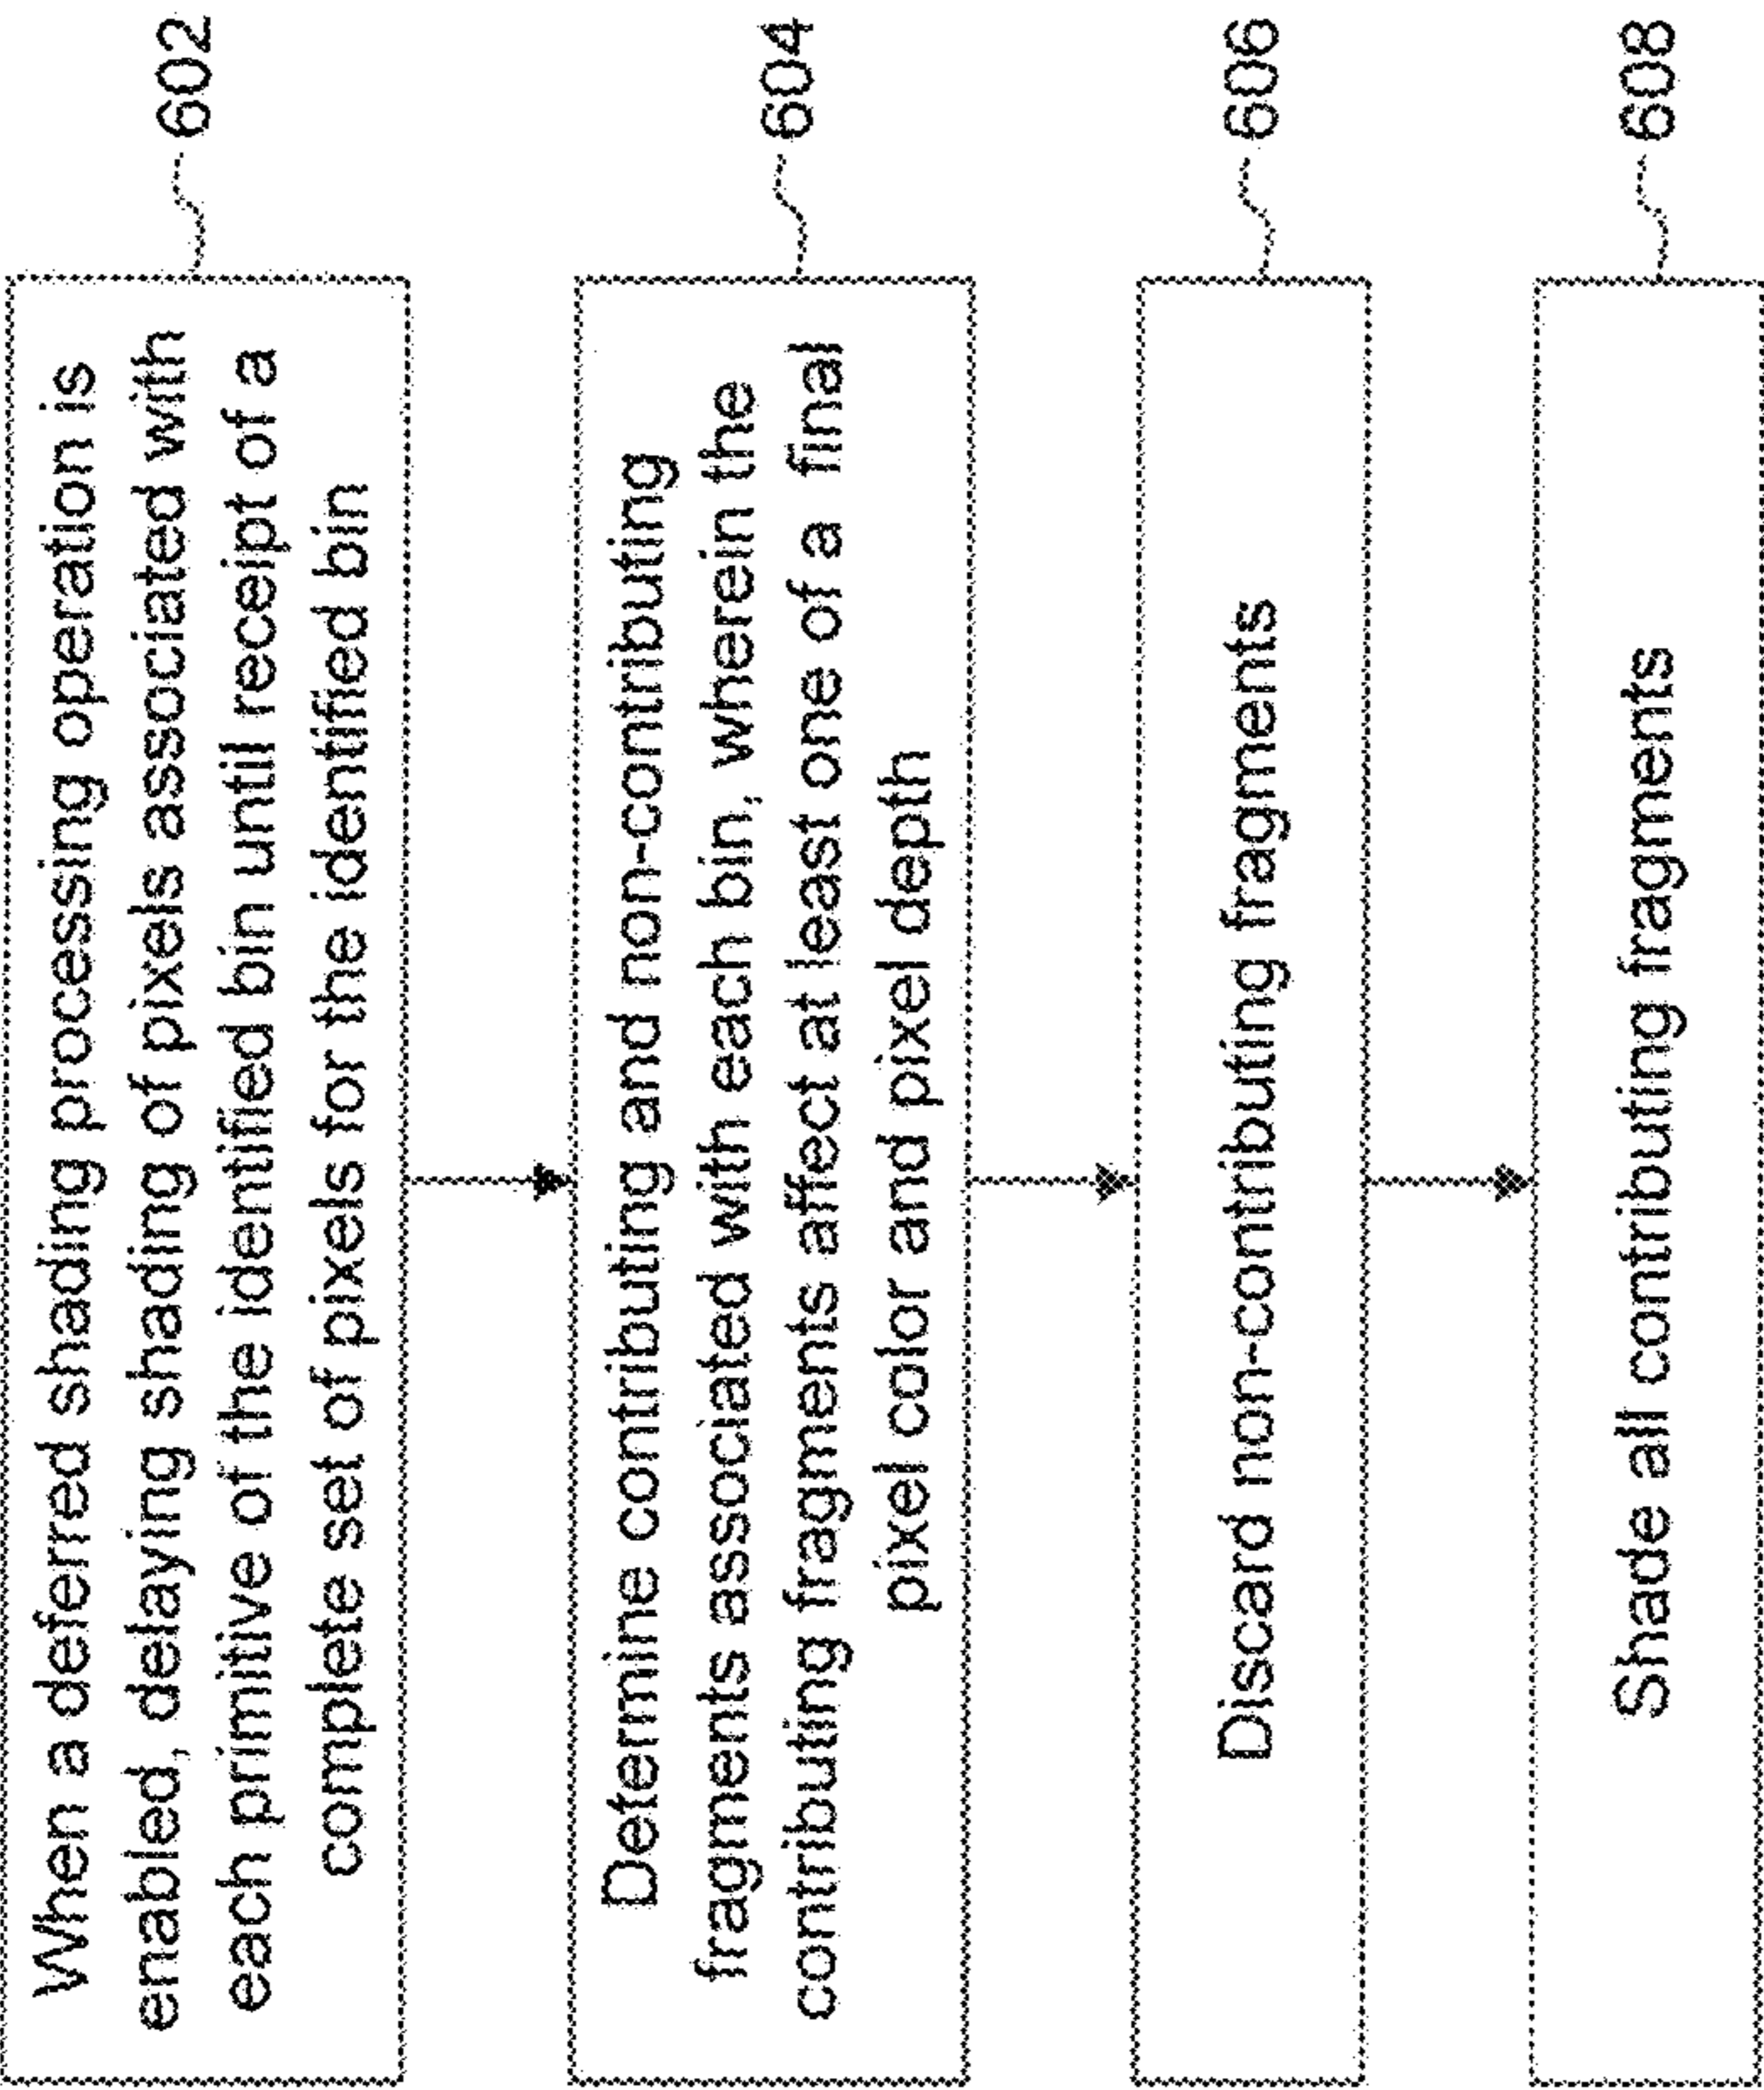 When a deferred shading processing operation is
enabled, delaying shading of pixels associated with
each primitive of the identified bin until receipt of a
complete set of pixels for the identified bin
602
Determine contributing and non-contributing
fragments associated with each bin, wherein the
contributing fragments affect at least one of a final
pixel color and pixel depth
604
Discard non-contributing fragments
606
Shade all contributing fragments
608